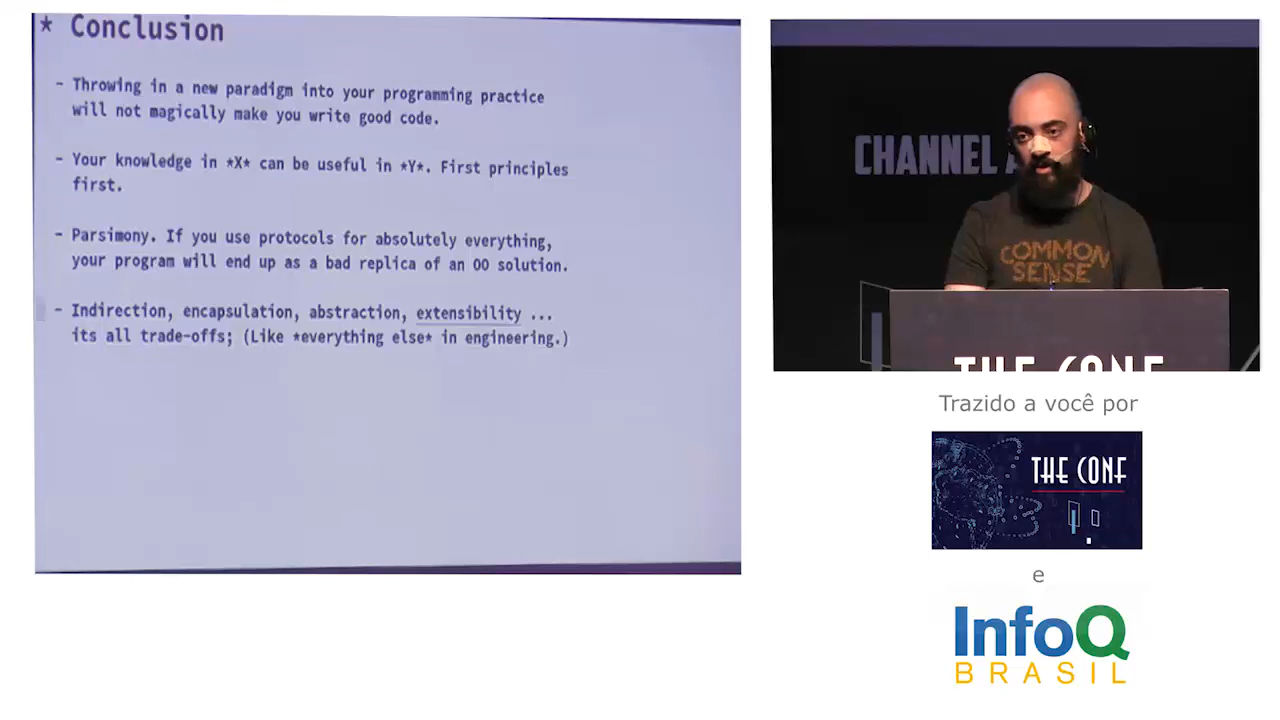 * Conclusion
- Throwing in a new paradigm into your programming practice
will not magically make you write good code.
- Your knowledge in *X* can be useful in *Y*. First principles
first.
- Parsimony. If you use protocols for absolutely everything,
your program will end up as a bad replica of an OO solution.
- Indirection, encapsulation, abstraction, extensibility ...
its all trade-offs; (Like *everything else* in engineering.)
CHANNEL
COMMON
SENSE
THE CONF
Trazido a você por
THE CONF
e
InfoQ
BRASIL